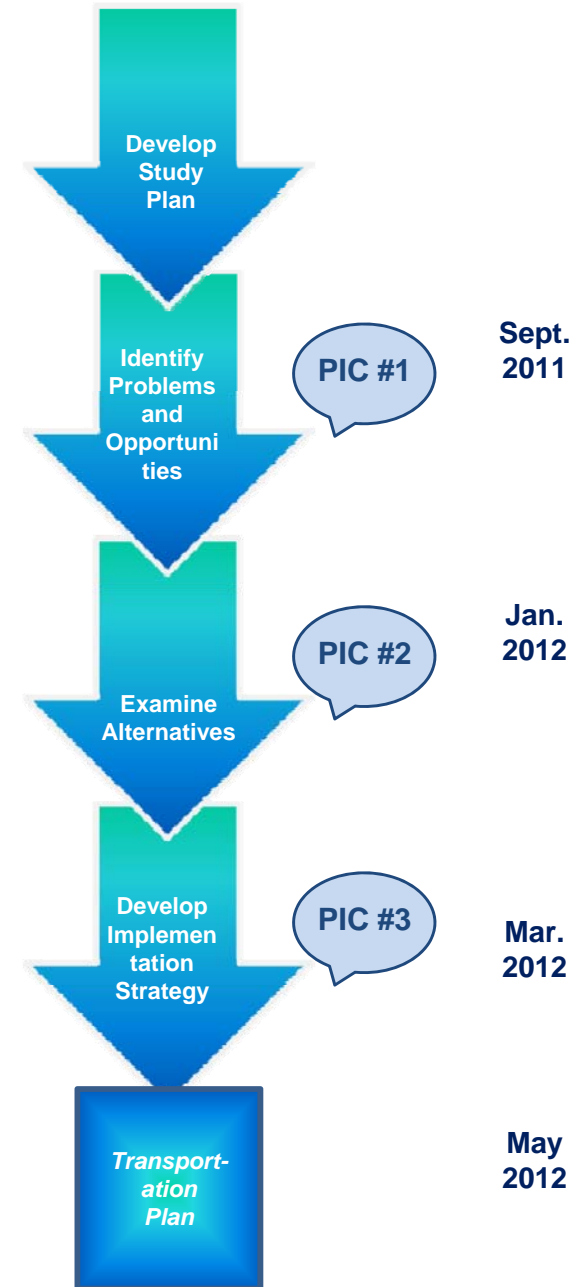 Develop
Study
Plan
Identify
Problems
and
Opportuni
ties
PIC #1
Sept.
2011
Examine
Alternatives
PIC #2
Jan.
2012
Develop
Implemen
tation
Strategy
PIC #3
Mar.
2012
Transport-
ation
Plan
May
2012